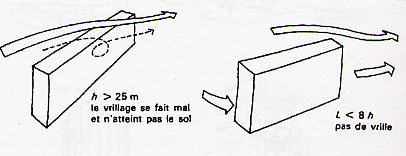 h > 25 m
le vrillage se fait mal
et n'atteint pas le sol
L < 8 h
pas de vrille